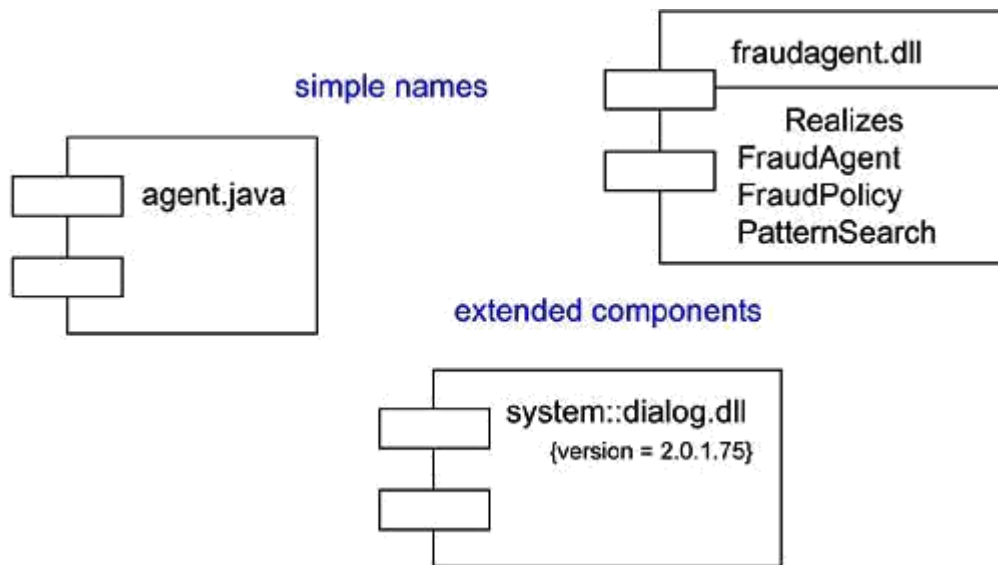 simple names
agent.java
fraudagent.dll
Realizes
FraudAgent
FraudPolicy
PatternSearch
extended components
system::dialog.dll
{version = 2.0.1.75}